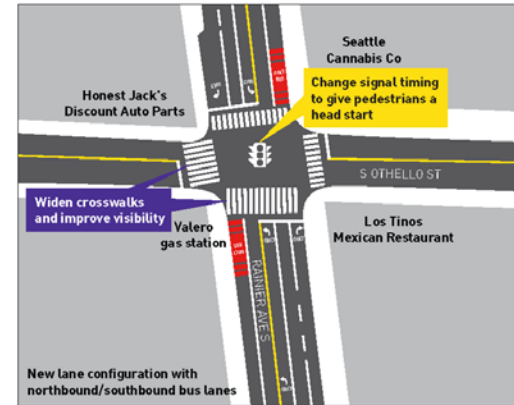 Seattle
Cannabis Co
Honest Jack's
Discount Auto Parts
Change signal timing
to give pedestrians a
head start
S OTHELLO ST
Widen crosswalks
and improve visibility
Valero
gas station
Los Tinos
Mexican Restaurant
RAINIER AVE S
New lane configuration with
northbound/southbound bus lanes